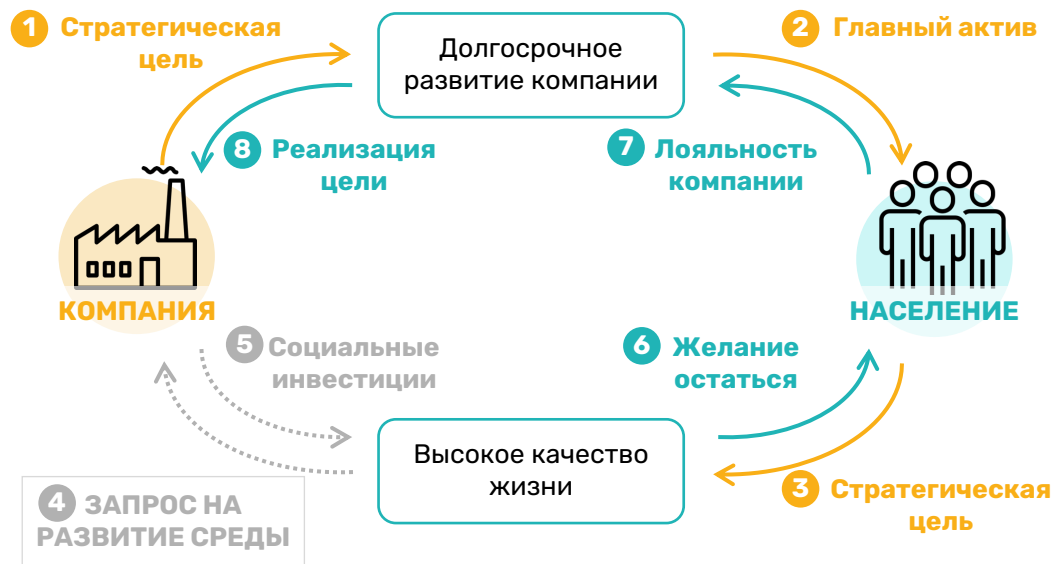 1 Стратегическая
цель
Долгосрочное
развитие компании
2 Главный актив
8 Реализация
цели
7 Лояльность
компании
КОМПАНИЯ
НАСЕЛЕНИЕ
5 Социальные
инвестиции
6 Желание
остаться
Высокое качество
жизни
4 ЗАПРОС НА
РАЗВИТИЕ СРЕДЫ
3 Стратегическая
цель